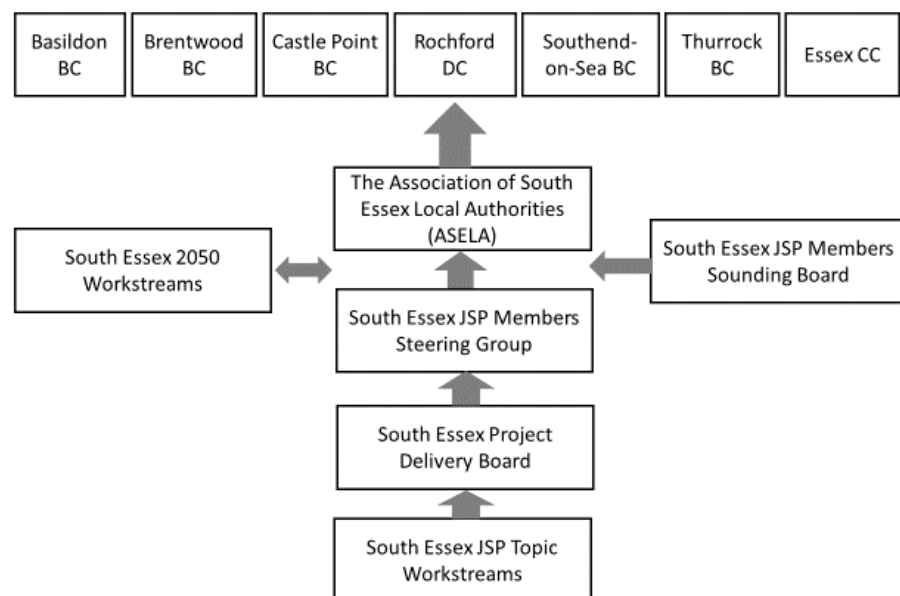 Basildon
BC
Brentwood
BC
Castle Point
BC
Rochford
DC
Southend-
on-Sea BC
Thurrock
BC
Essex CC
The Association of South
Essex Local Authorities
(ASELA)
South Essex 2050
Workstreams
South Essex JSP Members
Sounding Board
South Essex JSP Members
Steering Group
South Essex Project
Delivery Board
South Essex JSP Topic
Workstreams